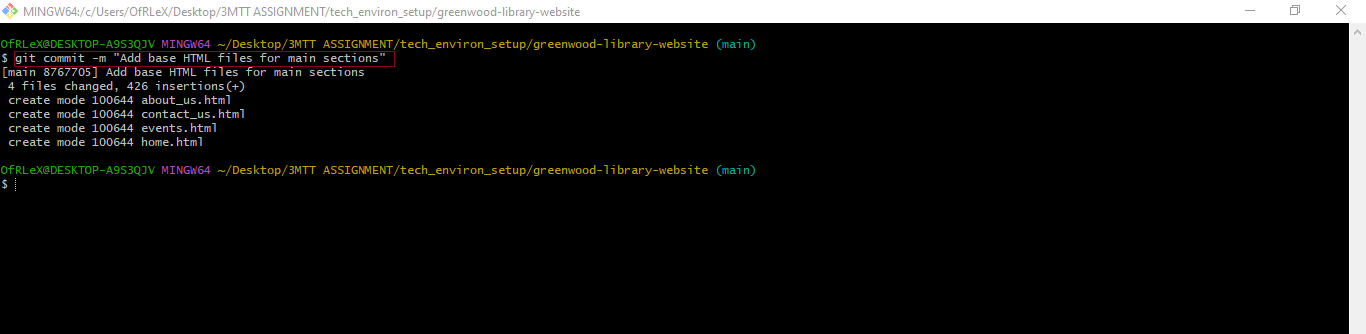 MINGW64:/c/Users/OfRLeX/Desktop/3MTT ASSIGNMENT/tech_environ_setup/greenwood-library-website
OfRLeX@DESKTOP-A9S3QJV MINGW64 ~/Desktop/3MTT ASSIGNMENT/tech_environ_setup/greenwood-library-website (main)
$ git commit -m "Add base HTML files for main sections"
[main 8767705] Add base HTML files for main sections
 4 files changed, 426 insertions(+)
 create mode 100644 about_us.html
 create mode 100644 contact_us.html
 create mode 100644 events.html
 create mode 100644 home.html
OfRLeX@DESKTOP-A9S3QJV MINGW64 ~/Desktop/3MTT ASSIGNMENT/tech_environ_setup/greenwood-library-website (main)
$